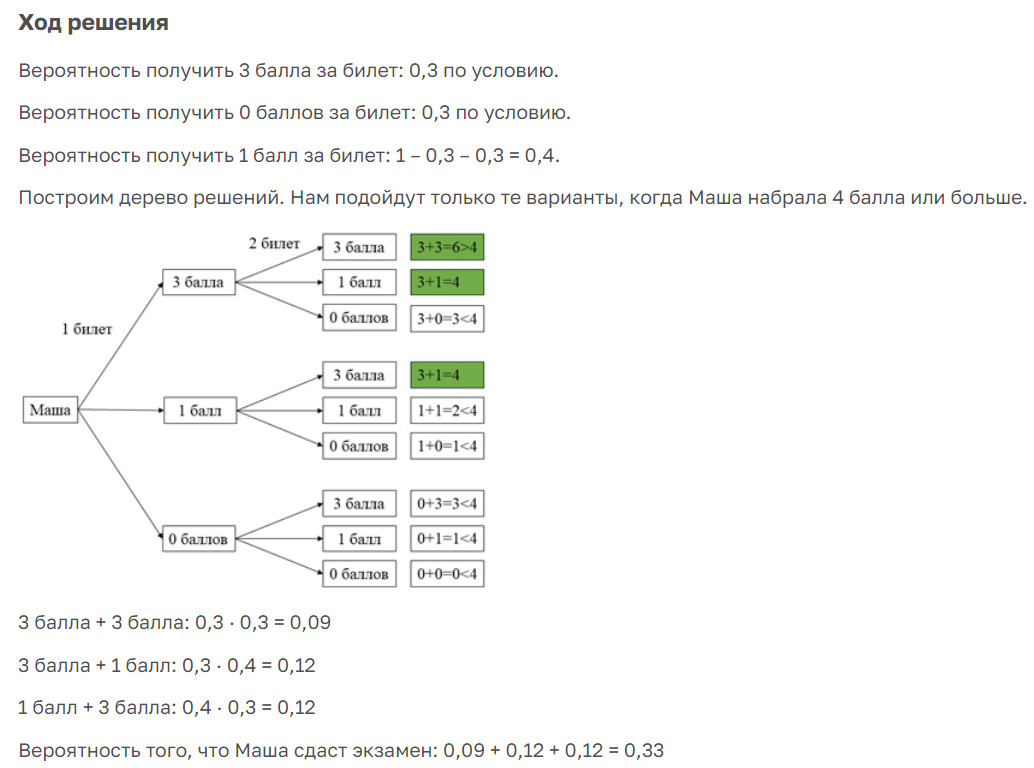 Ход решения
Вероятность получить 3 балла за билет: 0,3 по условию.
Вероятность получить 0 баллов за билет: 0,3 по условию.
Вероятность получить 1 балл за билет: 1 – 0,3 – 0,3 = 0,4.
Построим дерево решений. Нам подойдут только те варианты, когда Маша набрала 4 балла или больше.
2 билет
3 балла
3+3=6>4
3 балла
1 балл
3+1=4
0 баллов
3+0=3<4
1 билет
3 балла
3+1=4
Маша
1 балл
1 балл
1+1=2<4
0 баллов
1+0=1<4
3 балла
0+3=3<4
0 баллов
1 балл
0+1=1<4
0 баллов
0+0=0<4
3 балла + 3 балла: 0,3 · 0,3 = 0,09
3 балла + 1 балл: 0,3 · 0,4 = 0,12
1 балл + 3 балла: 0,4 · 0,3 = 0,12
Вероятность того, что Маша сдаст экзамен: 0,09 + 0,12 + 0,12 = 0,33